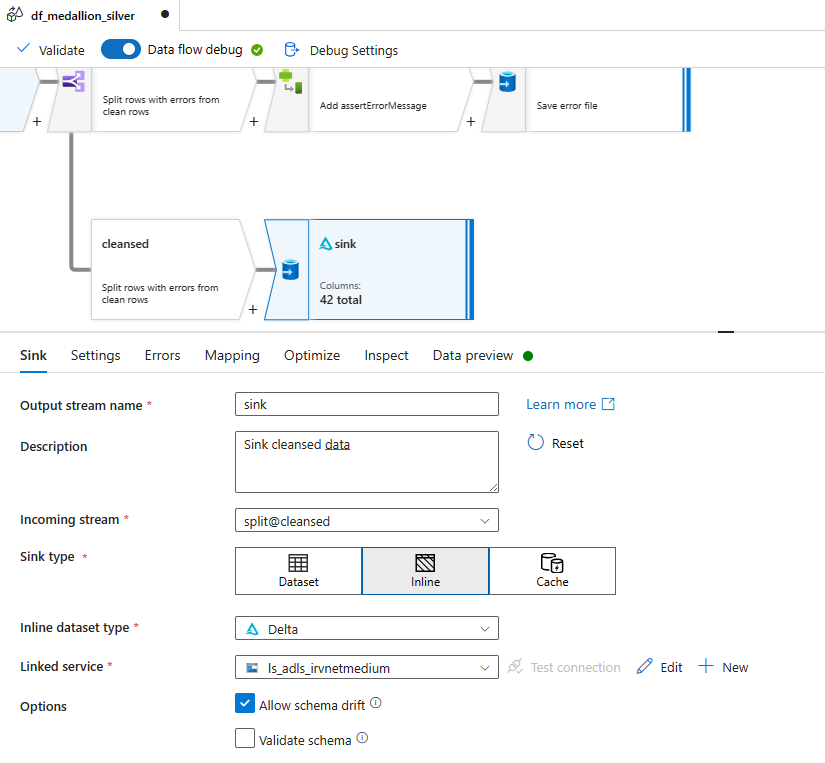 df_medallion_silver
Validate
Data flow debug
Debug Settings
Split rows with errors from
clean rows
Add assertErrorMessage
Save error file
cleansed
Split rows with errors from
clean rows
sink
Columns:
42 total
Sink
Settings
Errors
Mapping
Optimize
Inspect
Data preview
Output stream name *
sink
Learn more
Description
Sink cleansed data
Reset
Incoming stream *
split@cleansed
Sink type *
Dataset
Inline
Cache
Inline dataset type *
Delta
Linked service *
ls_adls_irvnetmedium
Test connection
Edit
New
Options
Allow schema drift
Validate schema